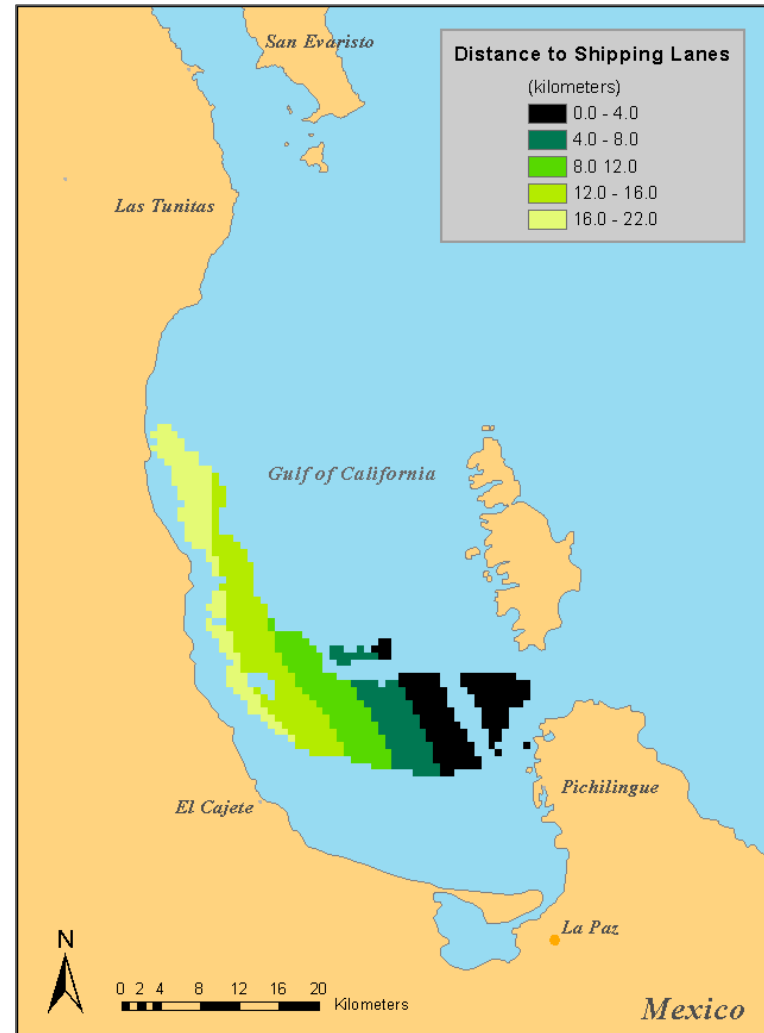 San Evaristo
Distance to Shipping Lanes
(kilometers)
0.0 - 4.0
4.0 - 8.0
8.0 12.0
12.0 - 16.0
16.0 - 22.0
Las Tunitas
Gulf of California
Pichilingue
El Cajete
La Paz
N
0 2 4 8 12 16 20
Kilometers
Mexico